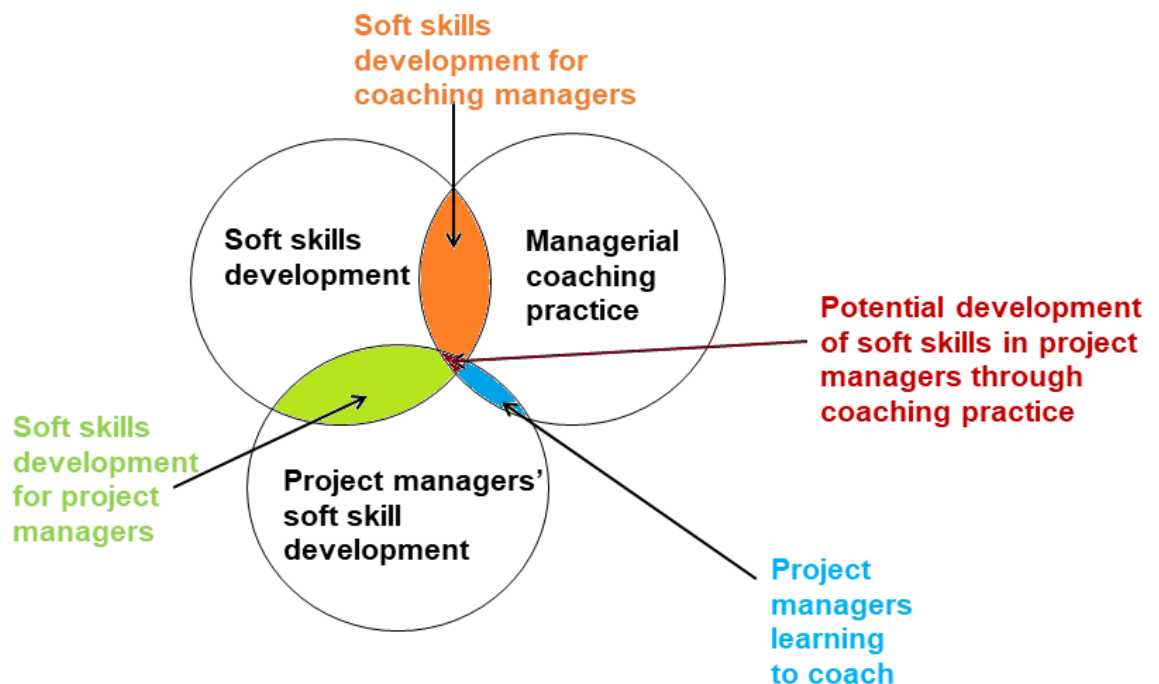 Soft skills
development for
coaching managers
Soft skills
development
Managerial
coaching
practice
Potential development
of soft skills in project
managers through
coaching practice
Soft skills
development
for project
managers
Project managers’
soft skill
development
Project
managers
learning
to coach